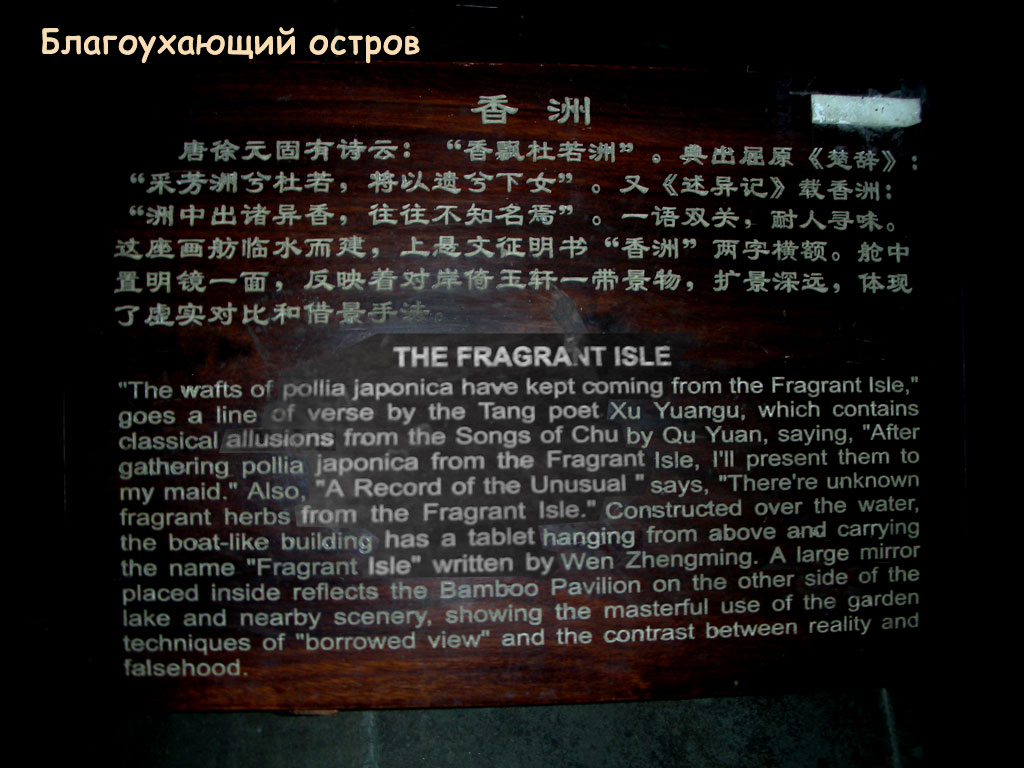 Благоухающий остров
香 洲
唐徐元固有诗云：“香飘杜若洲”。典出屈原《楚辞》：
“采芳洲兮杜若，将以遗兮下女”。又《述异记》载香洲：
“洲中出诸异香，往往不知名焉”。一语双关，耐人寻味。
这座画舫临水而建，上悬文征明书“香洲”两字横额。舱中
置明镜一面，反映着对岸倚玉轩一带景物，扩景深远，体现
了虚实对比和借景手法。
THE FRAGRANT ISLE
"The wafts of pollia japonica have kept coming from the Fragrant Isle,"
goes a line of verse by the Tang poet Xu Yuangu, which contains
classical allusions from the Songs of Chu by Qu Yuan, saying, "After
gathering pollia japonica from the Fragrant Isle, I'll present them to
my maid." Also, "A Record of the Unusual " says, "There're unknown
fragrant herbs from the Fragrant Isle." Constructed over the water,
the boat-like building has a tablet hanging from above and carrying
the name "Fragrant Isle" written by Wen Zhengming. A large mirror
placed inside reflects the Bamboo Pavilion on the other side of the
lake and nearby scenery, showing the masterful use of the garden
techniques of "borrowed view" and the contrast between reality and
falsehood.